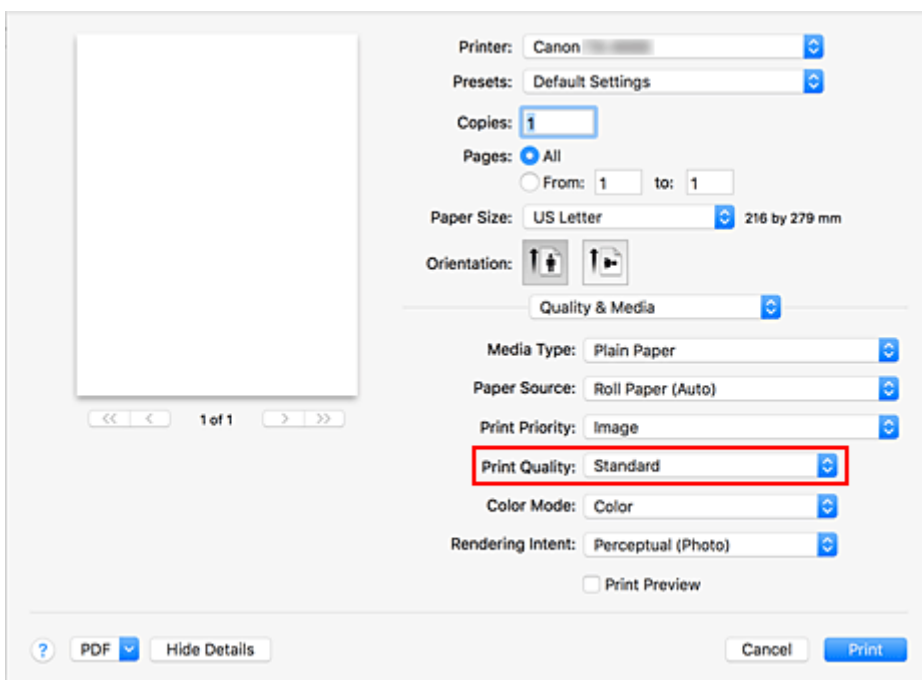 Printer: Canon
Presets: Default Settings
Copies: 1
Pages: All
From: 1 to: 1
Paper Size: US Letter 216 by 279 mm
Orientation:
Quality & Media
Media Type: Plain Paper
Paper Source: Roll Paper (Auto)
Print Priority: Image
Print Quality: Standard
Color Mode: Color
Rendering Intent: Perceptual (Photo)
Print Preview
<< < 1 of 1 > >>
? PDF Hide Details Cancel Print